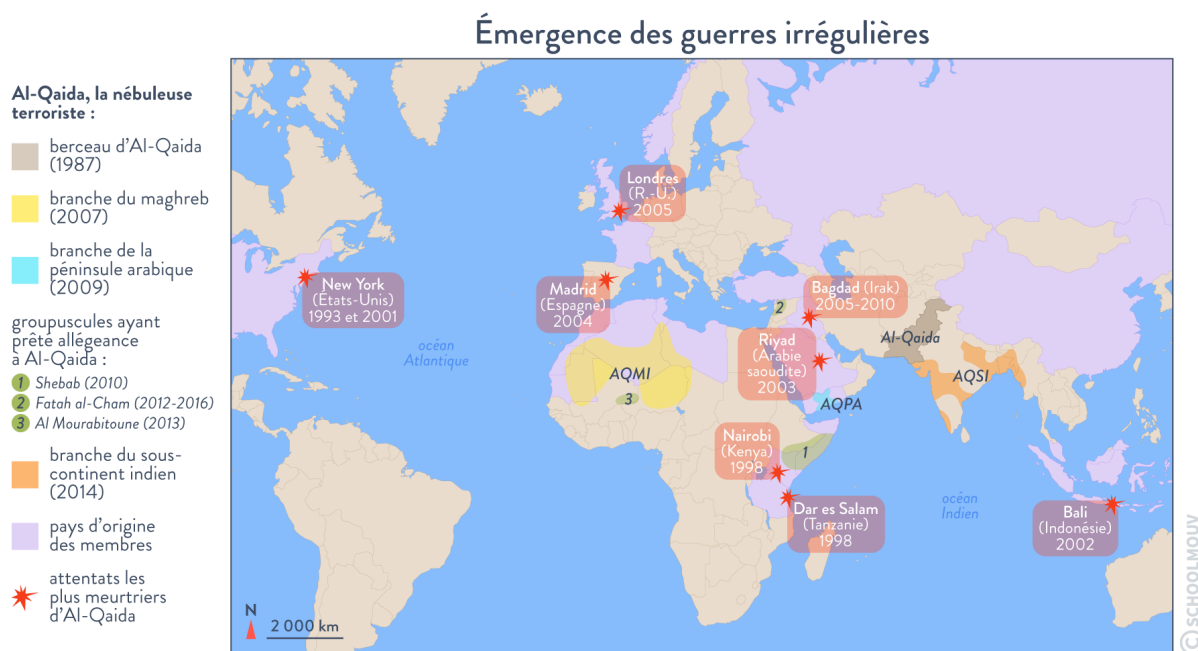 Émergence des guerres irrégulières
Al-Qaida, la nébuleuse
terroriste :
berceau d'Al-Qaida
(1987)
branche du maghreb
(2007)
branche de la
péninsule arabique
(2009)
groupuscules ayant
prêté allégeance
à Al-Qaida :
1 Shebab (2010)
2 Fatah al-Cham (2012-2016)
3 Al Mourabitoune (2013)
branche du sous-
continent indien
(2014)
pays d'origine
des membres
attentats les
plus meurtriers
d'Al-Qaida
Londres
(R.-U.)
2005
New York
(États-Unis)
1993 et 2001
Madrid
(Espagne)
2004
Bagdad (Irak)
2005-2010
2
Al-Qaida
océan
Atlantique
Riyad
(Arabie
saoudite)
2003
AQMI
3
AQSI
AQPA
Nairobi
(Kenya)
1998
1
Dar es Salam
(Tanzanie)
1998
océan
Indien
Bali
(Indonésie)
2002
N
2 000 km
© SCHOOLMOUV